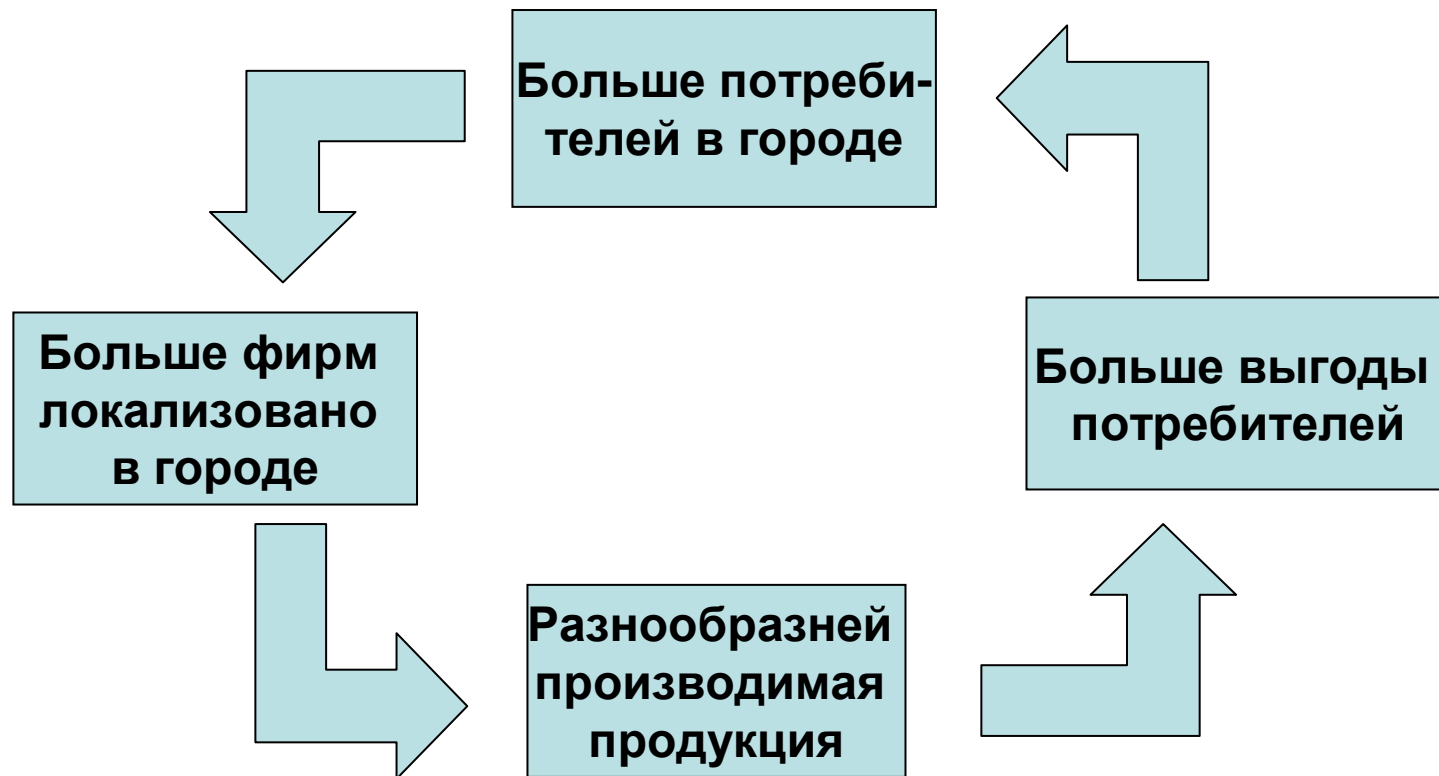 Больше потреби-
телей в городе
Больше фирм
локализовано
в городе
Больше выгоды
потребителей
Разнообразней
производимая
продукция